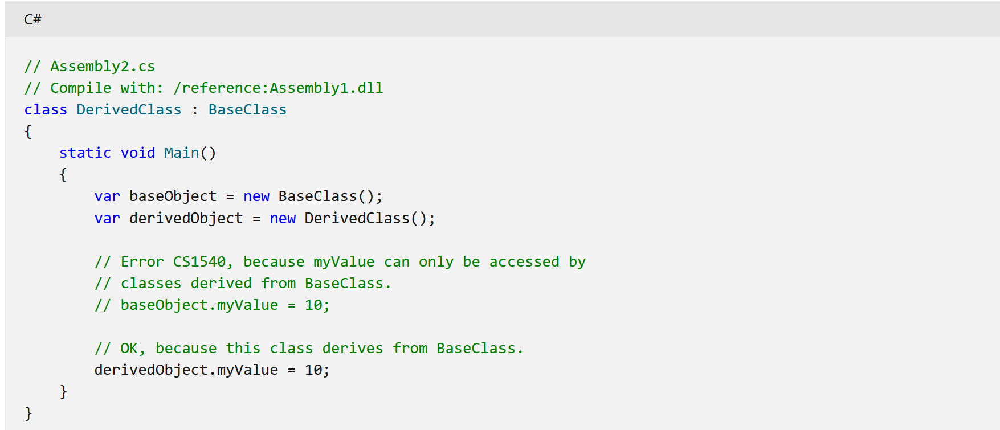 C#
// Assembly2.cs
// Compile with: /reference:Assembly1.dll
class DerivedClass : BaseClass
{
    static void Main()
    {
        var baseObject = new BaseClass();
        var derivedObject = new DerivedClass();

        // Error CS1540, because myValue can only be accessed by
        // classes derived from BaseClass.
        // baseObject.myValue = 10;

        // OK, because this class derives from BaseClass.
        derivedObject.myValue = 10;
    }
}